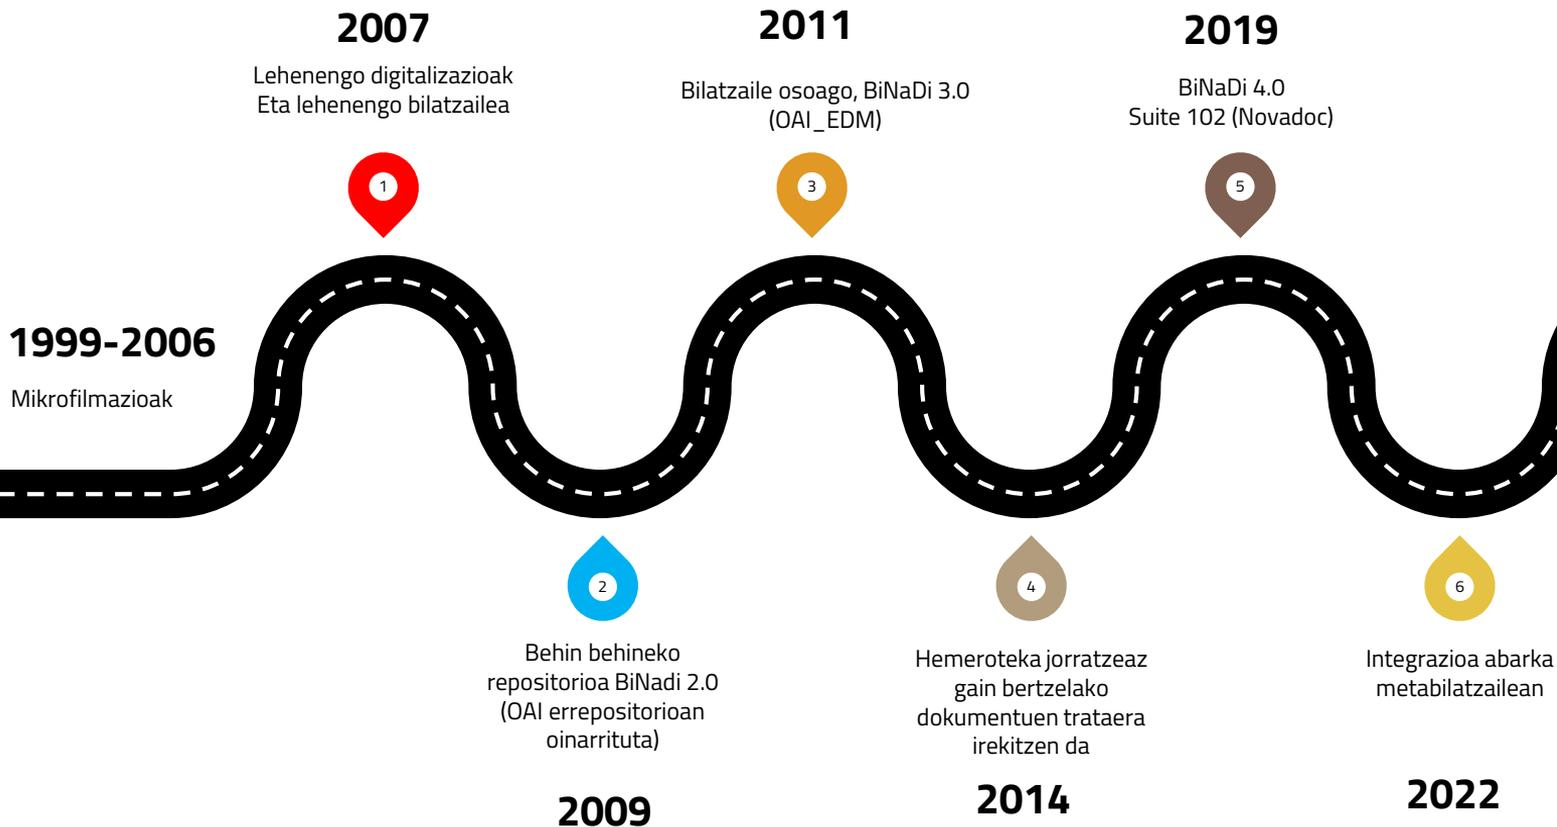 1999-2006
Mikrofilmazioak
2007
Lehenengo digitalizazioak
Eta lehenengo bilatzailea
1
2
Behin behineko
repositorioa BiNadi 2.0
(OAI errepositorioan
oinarrituta)
2009
2011
Bilatzaile osoago, BiNaDi 3.0
(OAI_EDM)
3
4
Hemeroteka jorratzeaz
gain bertzelako
dokumentuen trataera
irekitzen da
2014
2019
BiNaDi 4.0
Suite 102 (Novadoc)
5
6
Integrazioa abarka
metabilatzailean
2022